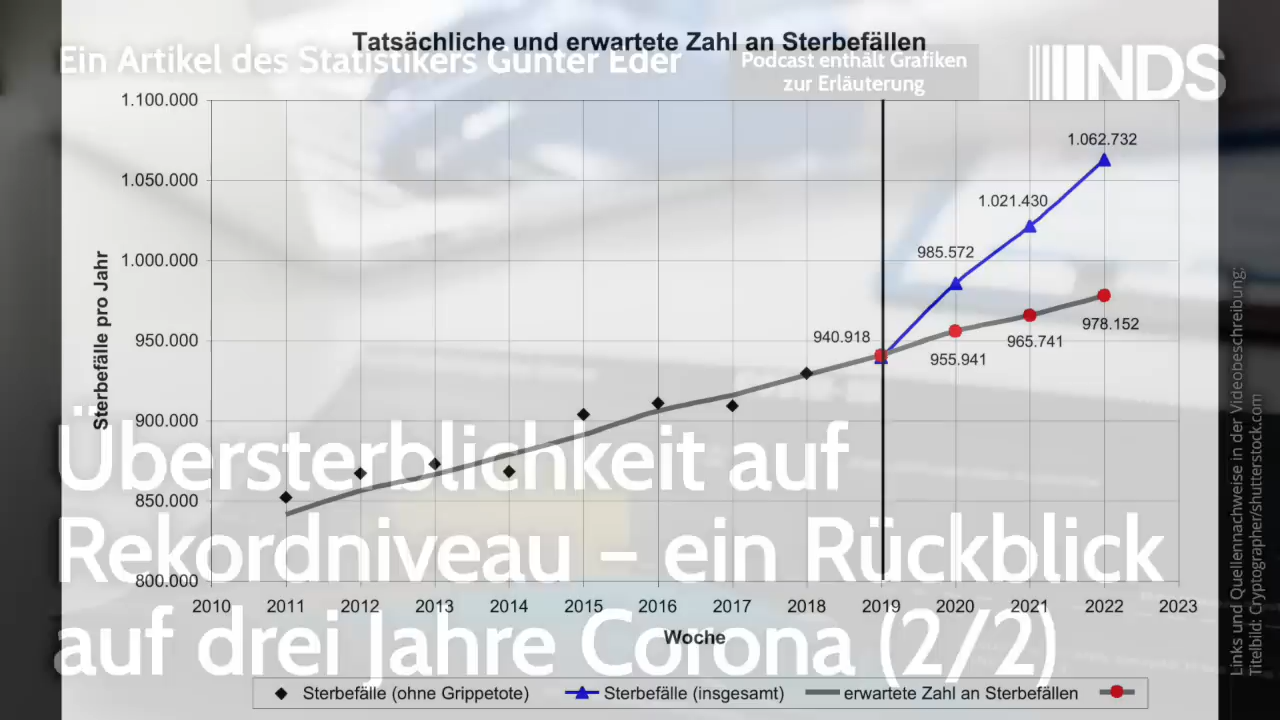 Tatsächliche und erwartete Zahl an Sterbefällen
Ein Artikel des Statistikers Günter Eder
Podcast enthält Grafiken
zur Erläuterung
NDS
1.100.000
1.050.000
1.000.000
950.000
900.000
850.000
800.000
Sterbefälle pro Jahr
1.062.732
1.021.430
985.572
940.918
955.941
965.741
978.152
Übersterblichkeit auf
Rekordniveau – ein Rückblick
auf drei Jahre Corona (2/2)
2010 2011 2012 2013 2014 2015 2016 2017 2018 2019 2020 2021 2022 2023
Woche
Sterbefälle (ohne Grippetote) Sterbefälle (insgesamt) erwartete Zahl an Sterbefällen
Links und Quellennachweise in der Videobeschreibung;
Titelbild: Cryptographer/shutterstock.com